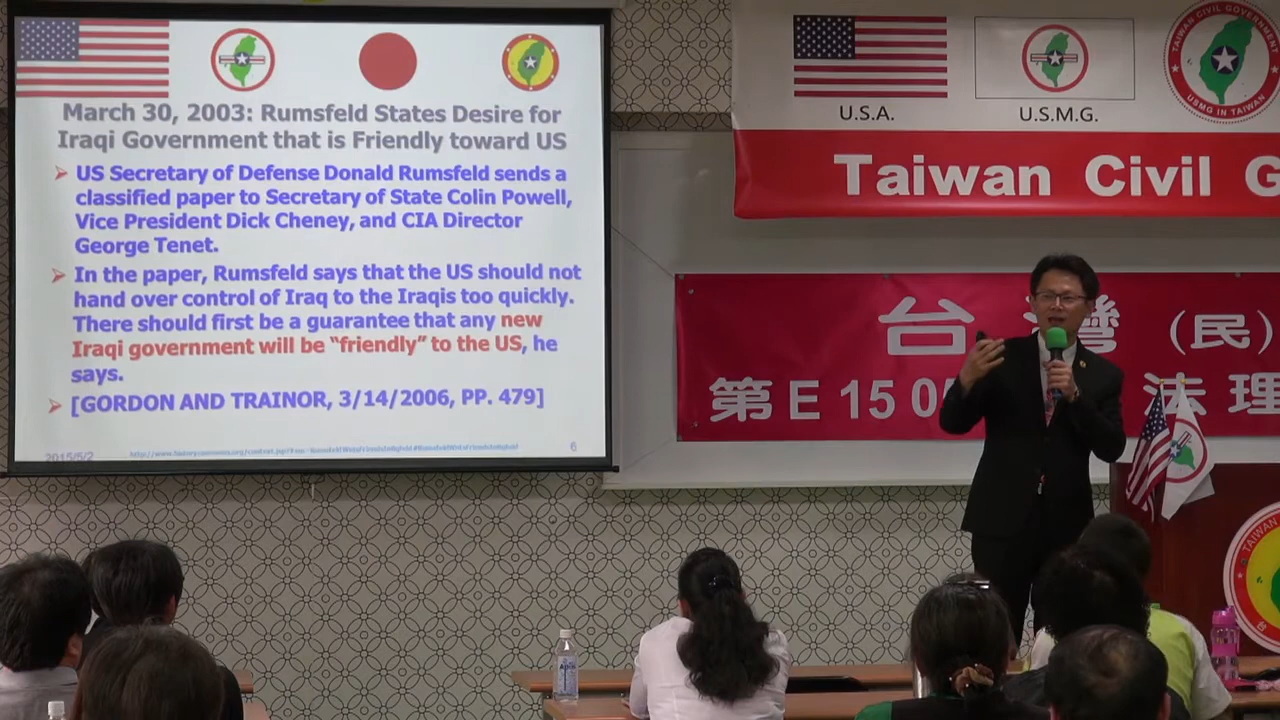 March 30, 2003: Rumsfeld States Desire for
Iraqi Government that is Friendly toward US
US Secretary of Defense Donald Rumsfeld sends a
classified paper to Secretary of State Colin Powell,
Vice President Dick Cheney, and CIA Director
George Tenet.
In the paper, Rumsfeld says that the US should not
hand over control of Iraq to the Iraqis too quickly.
There should first be a guarantee that any new
Iraqi government will be “friendly” to the US, he
says.
[GORDON AND TRAINOR, 3/14/2006, PP. 479]
2015/5/2
6
U.S.A.
U.S.M.G.
TAIWAN CIVIL GOVERNMENT
USMG IN TAIWAN
Taiwan Civil G
台灣（民）
第E15 0
法理